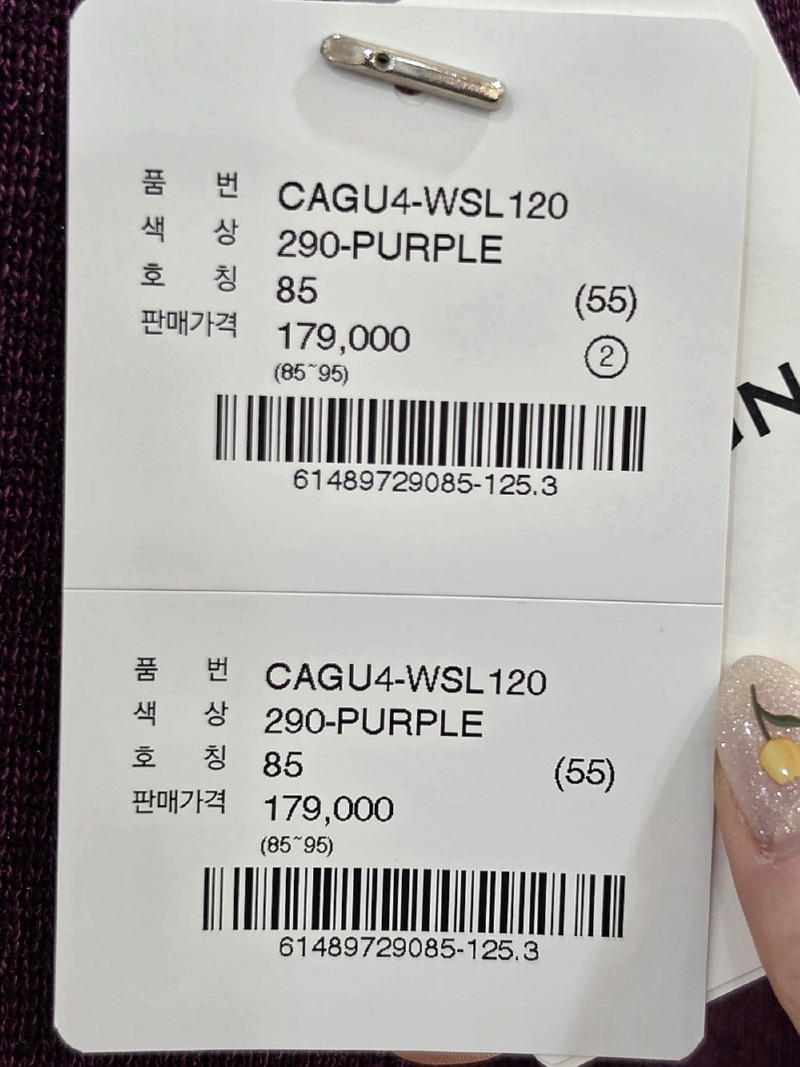 품 번 CAGU4-WSL120
색 상 290-PURPLE
호 칭 85 (55)
판매가격 179,000 ②
(85~95)
61489729085-125.3
품 번 CAGU4-WSL120
색 상 290-PURPLE
호 칭 85 (55)
판매가격 179,000
(85~95)
61489729085-125.3